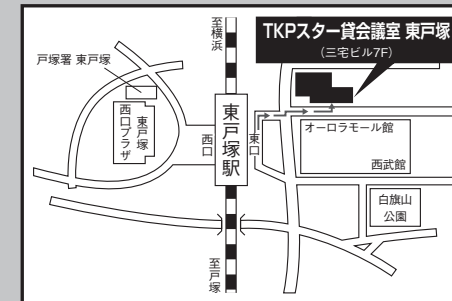 至横浜
TKPスター貸会議室 東戸塚
(三宅ビル7F)
戸塚署 東戸塚
東戸塚
西口プラザ
西口
東戸塚駅
東口
オーロラモール館
西武館
白旗山
公園
至戸塚